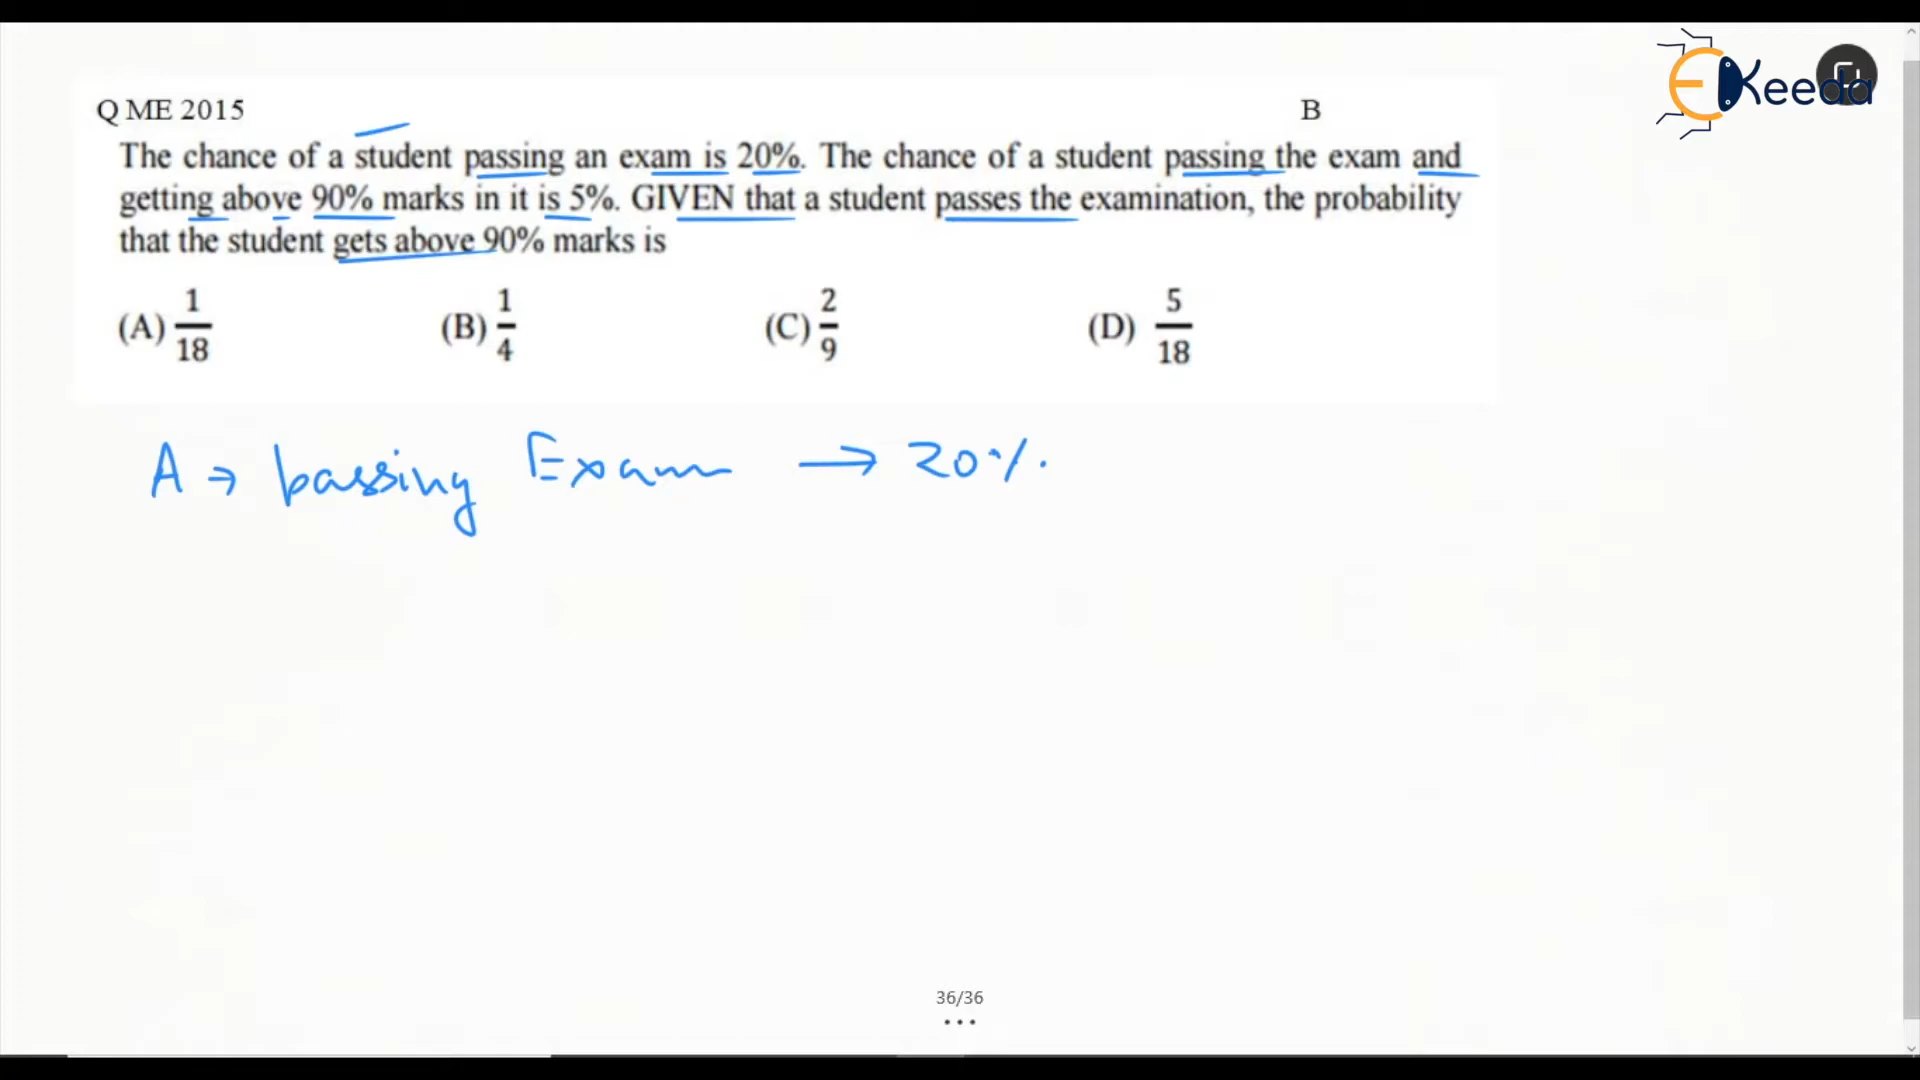 EKeeda
Q ME 2015 B
The chance of a student passing an exam is 20%. The chance of a student passing the exam and
getting above 90% marks in it is 5%. GIVEN that a student passes the examination, the probability
that the student gets above 90% marks is
(A) 1/18 (B) 1/4 (C) 2/9 (D) 5/18
A → passing Exam → 20%.
36/36